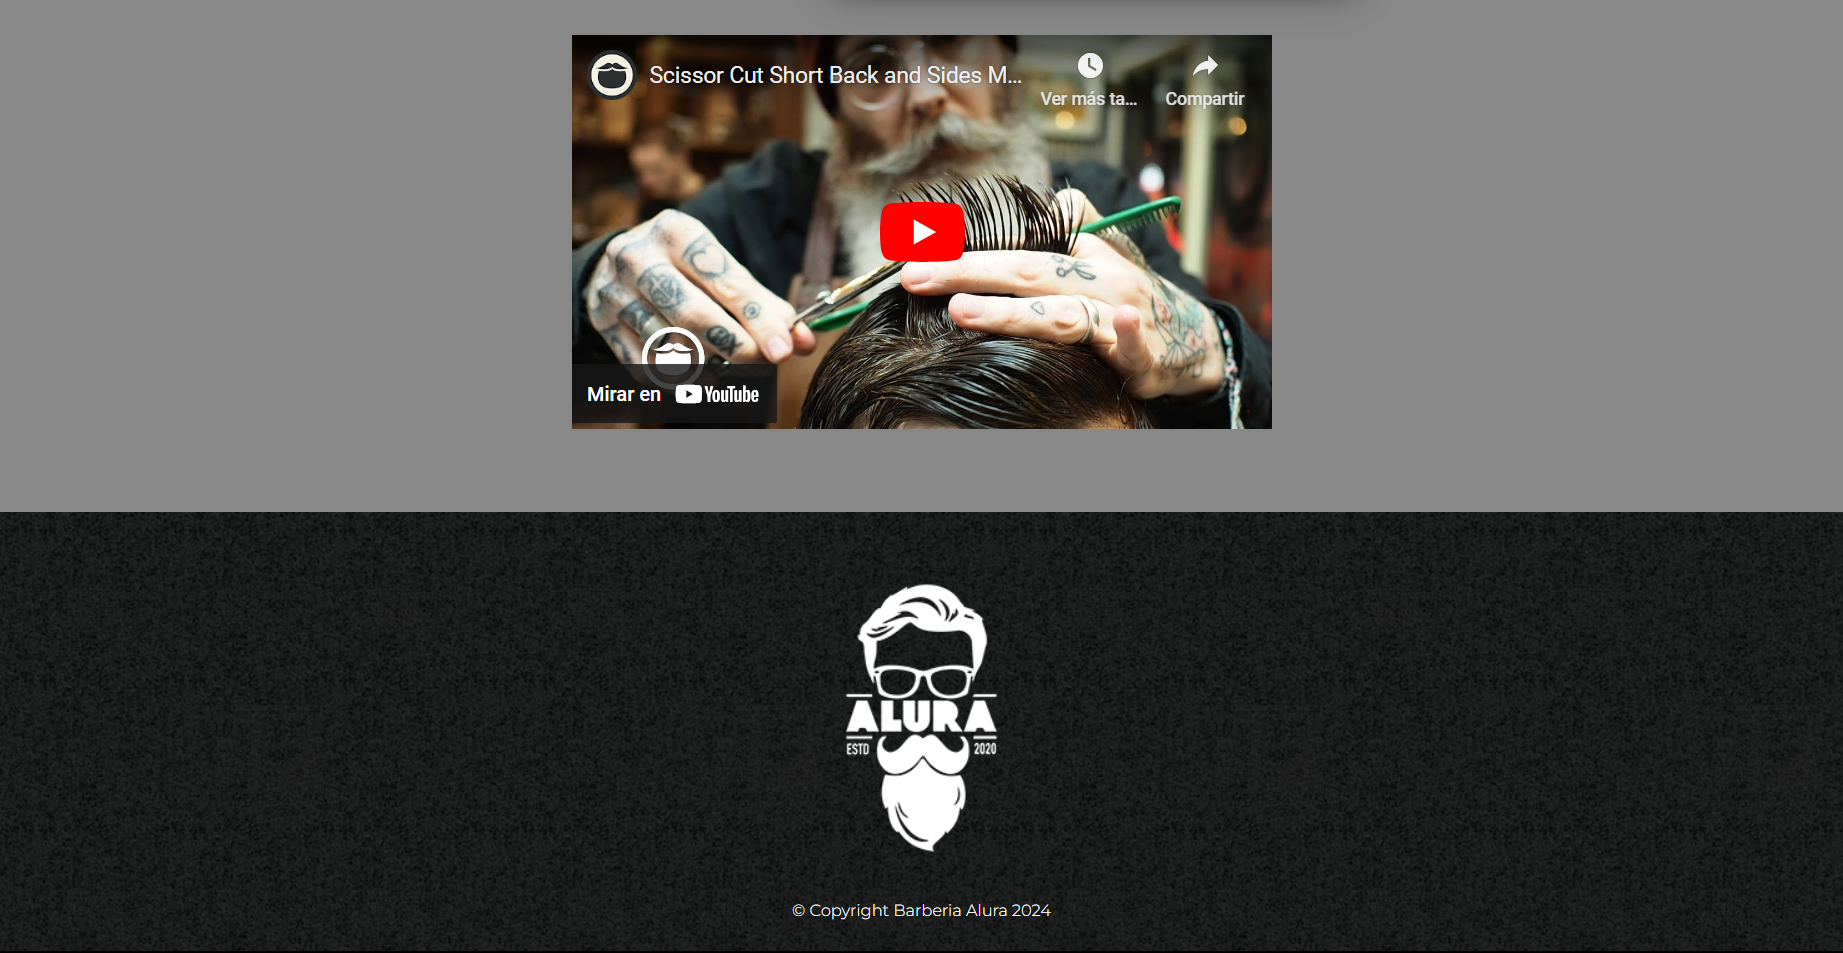 Scissor Cut Short Back and Sides M...
Ver más ta...
Compartir
Mirar en YouTube
ALURA
ESTD 2020
© Copyright Barberia Alura 2024